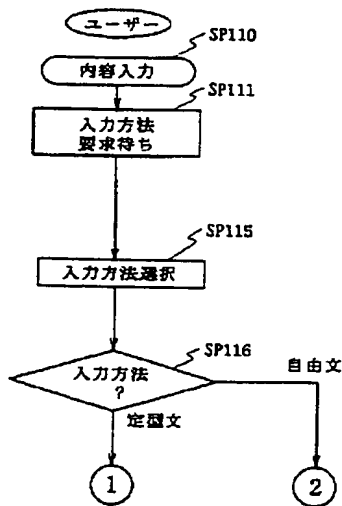 ユーザー
SP110
内容入力
SP111
入力方法
要求待ち
SP115
入力方法選択
SP116
入力方法
?
自由文
定型文
1
2